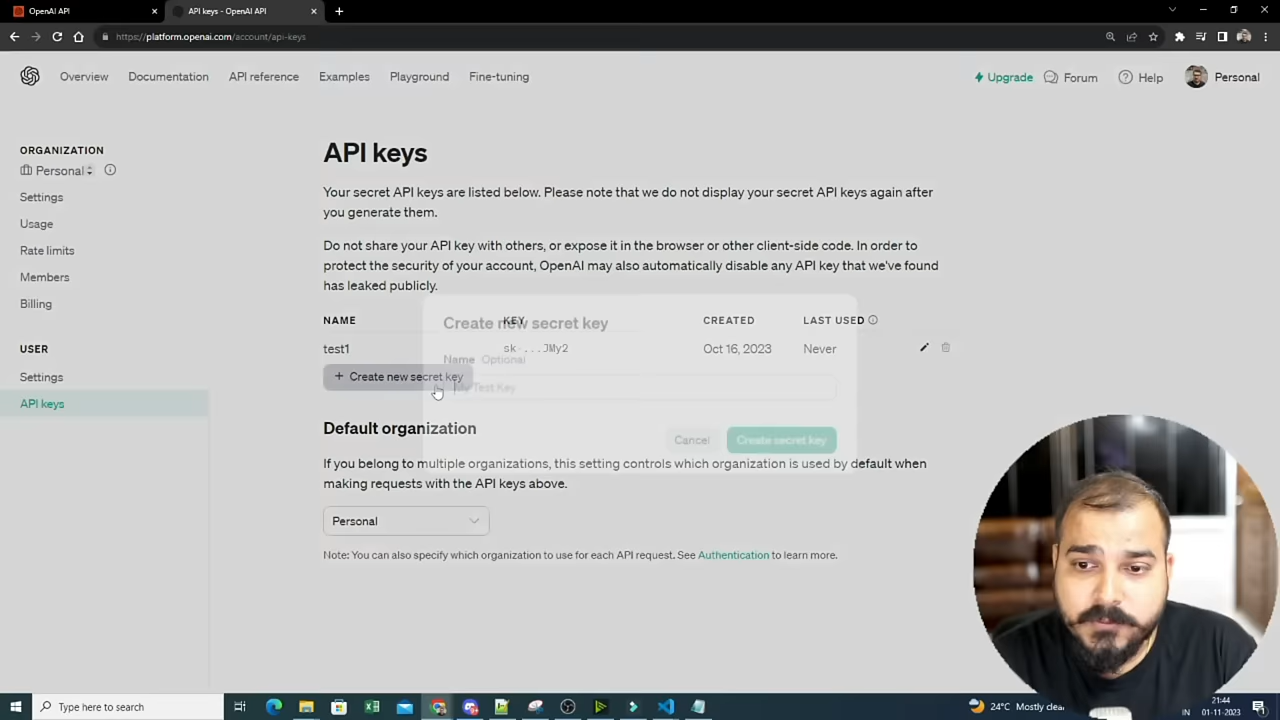 OpenAI API
API keys - OpenAI API
https://platform.openai.com/account/api-keys
Overview
Documentation
API reference
Examples
Playground
Fine-tuning
Upgrade
Forum
Help
Personal
ORGANIZATION
Personal
Settings
Usage
Rate limits
Members
Billing
USER
Settings
API keys
API keys
Your secret API keys are listed below. Please note that we do not display your secret API keys again after
you generate them.
Do not share your API key with others, or expose it in the browser or other client-side code. In order to
protect the security of your account, OpenAI may also automatically disable any API key that we've found
has leaked publicly.
NAME
KEY
CREATED
LAST USED
test1
sk-...JMy2
Oct 16, 2023
Never
+ Create new secret key
Create new secret key
Name Optional
My Test Key
Cancel
Create secret key
Default organization
If you belong to multiple organizations, this setting controls which organization is used by default when
making requests with the API keys above.
Personal
Note: You can also specify which organization to use for each API request. See Authentication to learn more.
Type here to search
24°C Mostly clear
IN
21:44
01-11-2023